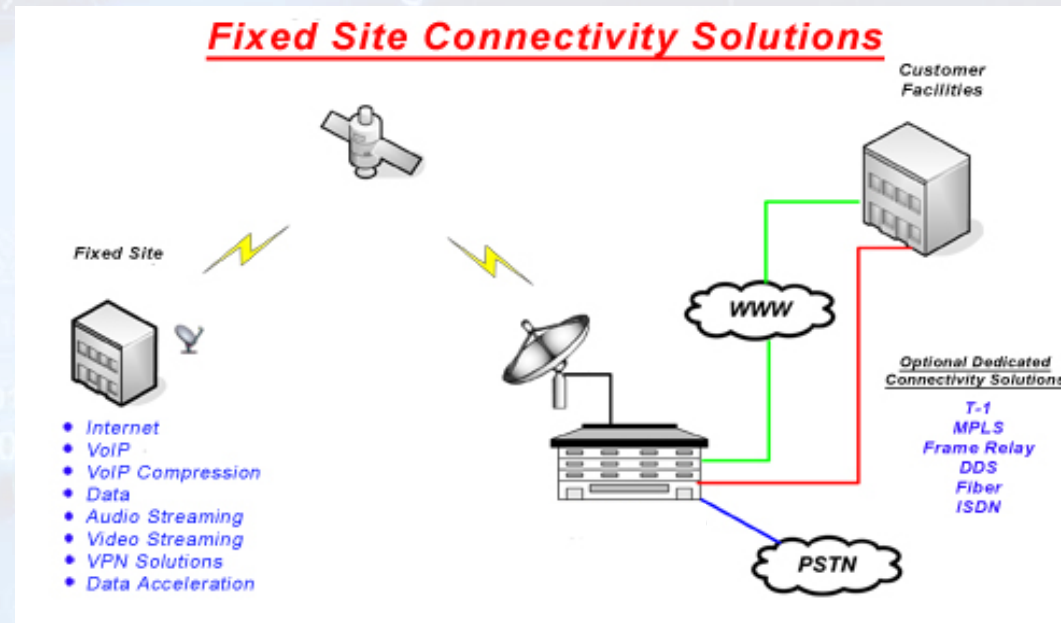 Fixed Site Connectivity Solutions
Customer
Facilities
Fixed Site
WWW
Internet
VoIP
VoIP Compression
Data
Audio Streaming
Video Streaming
VPN Solutions
Data Acceleration
Optional Dedicated
Connectivity Solutions
T-1
MPLS
Frame Relay
DDS
Fiber
ISDN
PSTN